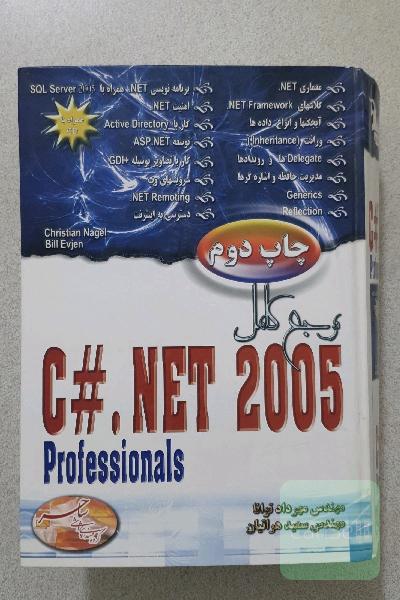 معماری NET.
کلاسهای NET Framework.
آبجکتها و انواع داده ها
وراثت (Inheritance)
Delegate ها و رویدادها
مدیریت حافظه و اشاره گرها
Generics
Reflection
برنامه نویسی NET. همراه با SQL Server 2005
امنیت NET.
کار با Active Directory
توسعه ASP.NET
کار با تصاویر بوسیله GDI+
سرویسهای وب
NET Remoting.
دسترسی به اینترنت
همراه با
Christian Nagel
Bill Evjen
چاپ دوم
مرجع کامل
C#.NET 2005
Professionals
مهندس مهرداد توانا
مهندس سعید هراتیان